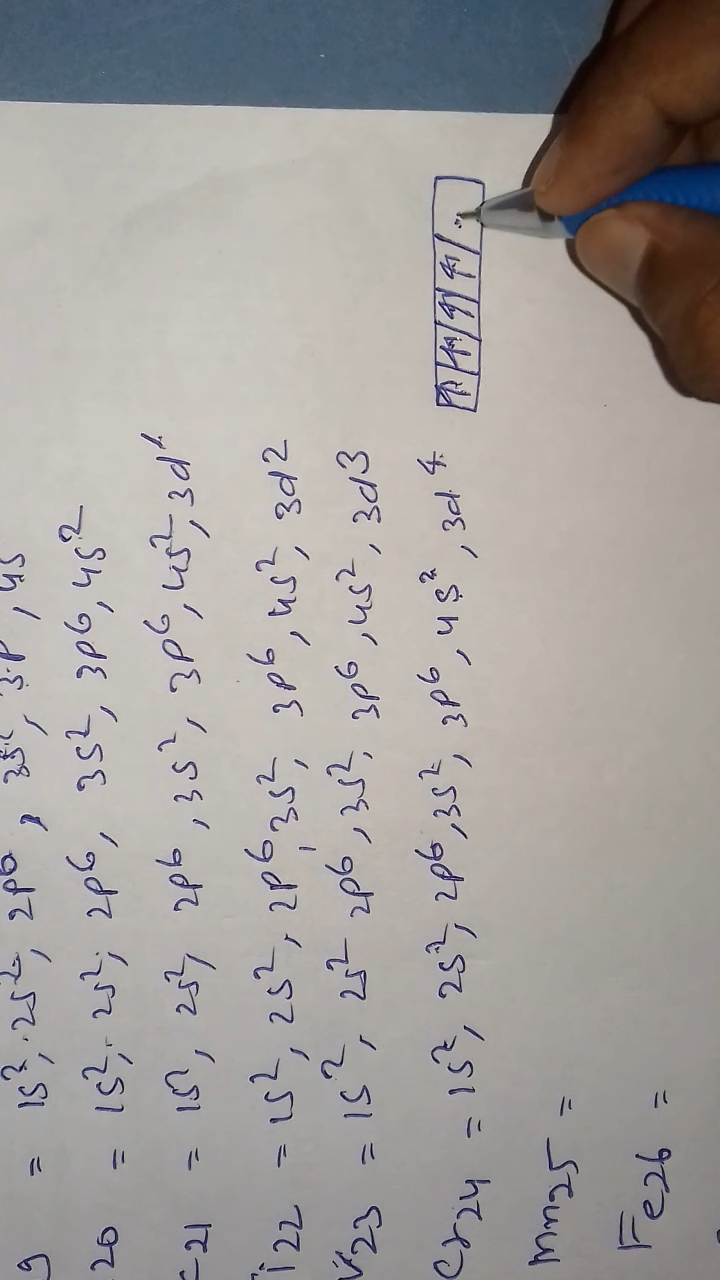 = 1s², 2s², 2p⁶, 3s², 3p, 4s
20 = 1s², 2s², 2p⁶, 3s², 3p⁶, 4s²
21 = 1s², 2s², 2p⁶, 3s², 3p⁶, 4s², 3d¹
Ti22 = 1s², 2s², 2p⁶, 3s², 3p⁶, 4s², 3d2
V23 = 1s², 2s² 2p⁶, 3s², 3p⁶, 4s², 3d3
Cr24 = 1s², 2s², 2p⁶, 3s², 3p⁶, 4s², 3d⁴ ↑ ↑ ↑ ↑
Mn25 =
Fe26 =